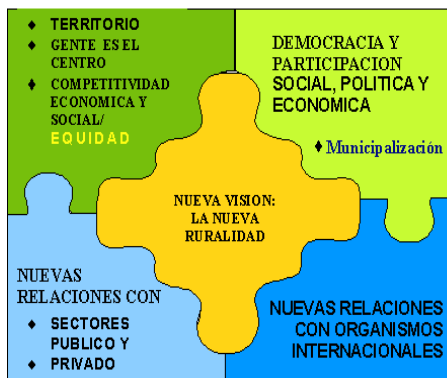 ♦ TERRITORIO
♦ GENTE ES EL
CENTRO
♦ COMPETITIVIDAD
ECONOMICA Y
SOCIAL/
EQUIDAD
DEMOCRACIA Y
PARTICIPACION
SOCIAL, POLITICA Y
ECONOMICA
♦ Municipalización
NUEVA VISION:
LA NUEVA
RURALIDAD
NUEVAS
RELACIONES CON
♦ SECTORES
PUBLICO Y
♦ PRIVADO
NUEVAS RELACIONES
CON ORGANISMOS
INTERNACIONALES